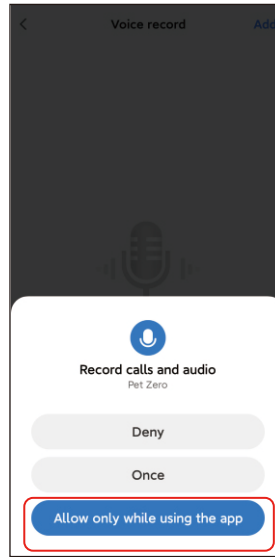 Voice record
Add
Record calls and audio
Pet Zero
Deny
Once
Allow only while using the app